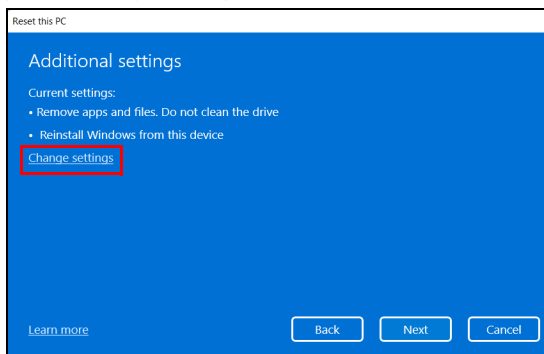 Reset this PC
Additional settings
Current settings:
• Remove apps and files. Do not clean the drive
• Reinstall Windows from this device
Change settings
Learn more
Back
Next
Cancel